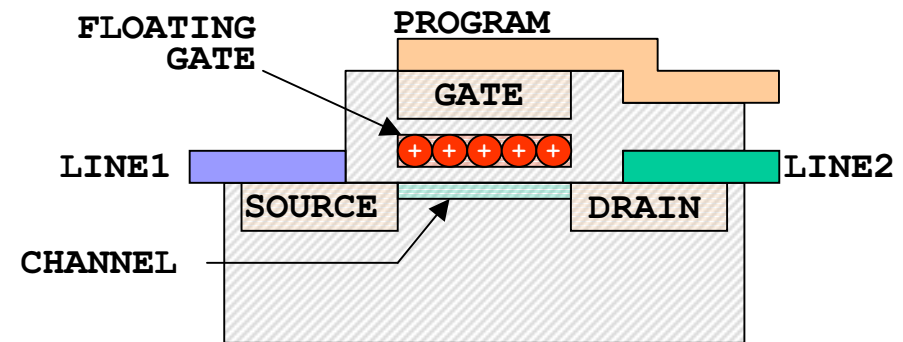 FLOATING
GATE
PROGRAM
GATE
+ + + + +
LINE1
LINE2
SOURCE
DRAIN
CHANNEL